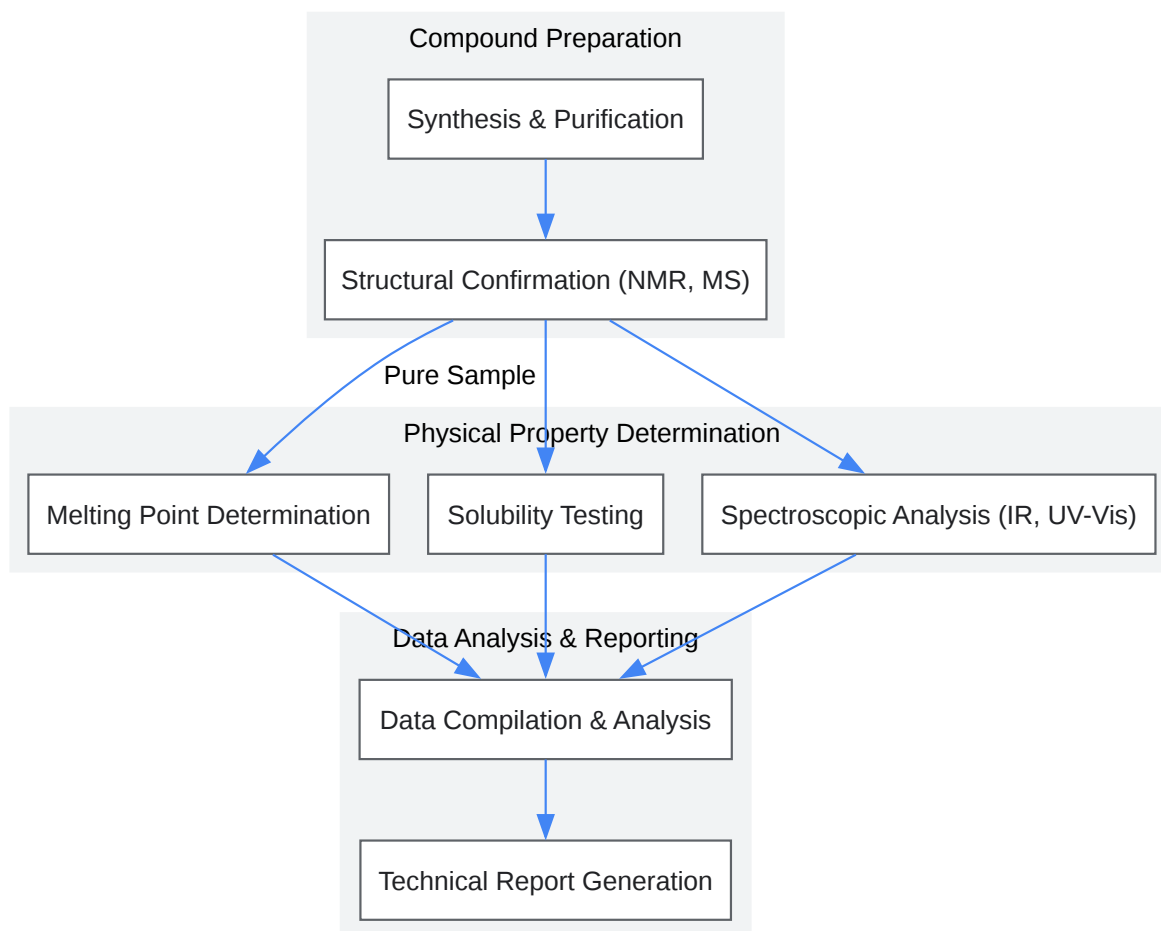 Compound Preparation
Synthesis & Purification
Structural Confirmation (NMR, MS)
Pure Sample
Physical Property Determination
Melting Point Determination
Solubility Testing
Spectroscopic Analysis (IR, UV-Vis)
Data Analysis & Reporting
Data Compilation & Analysis
Technical Report Generation